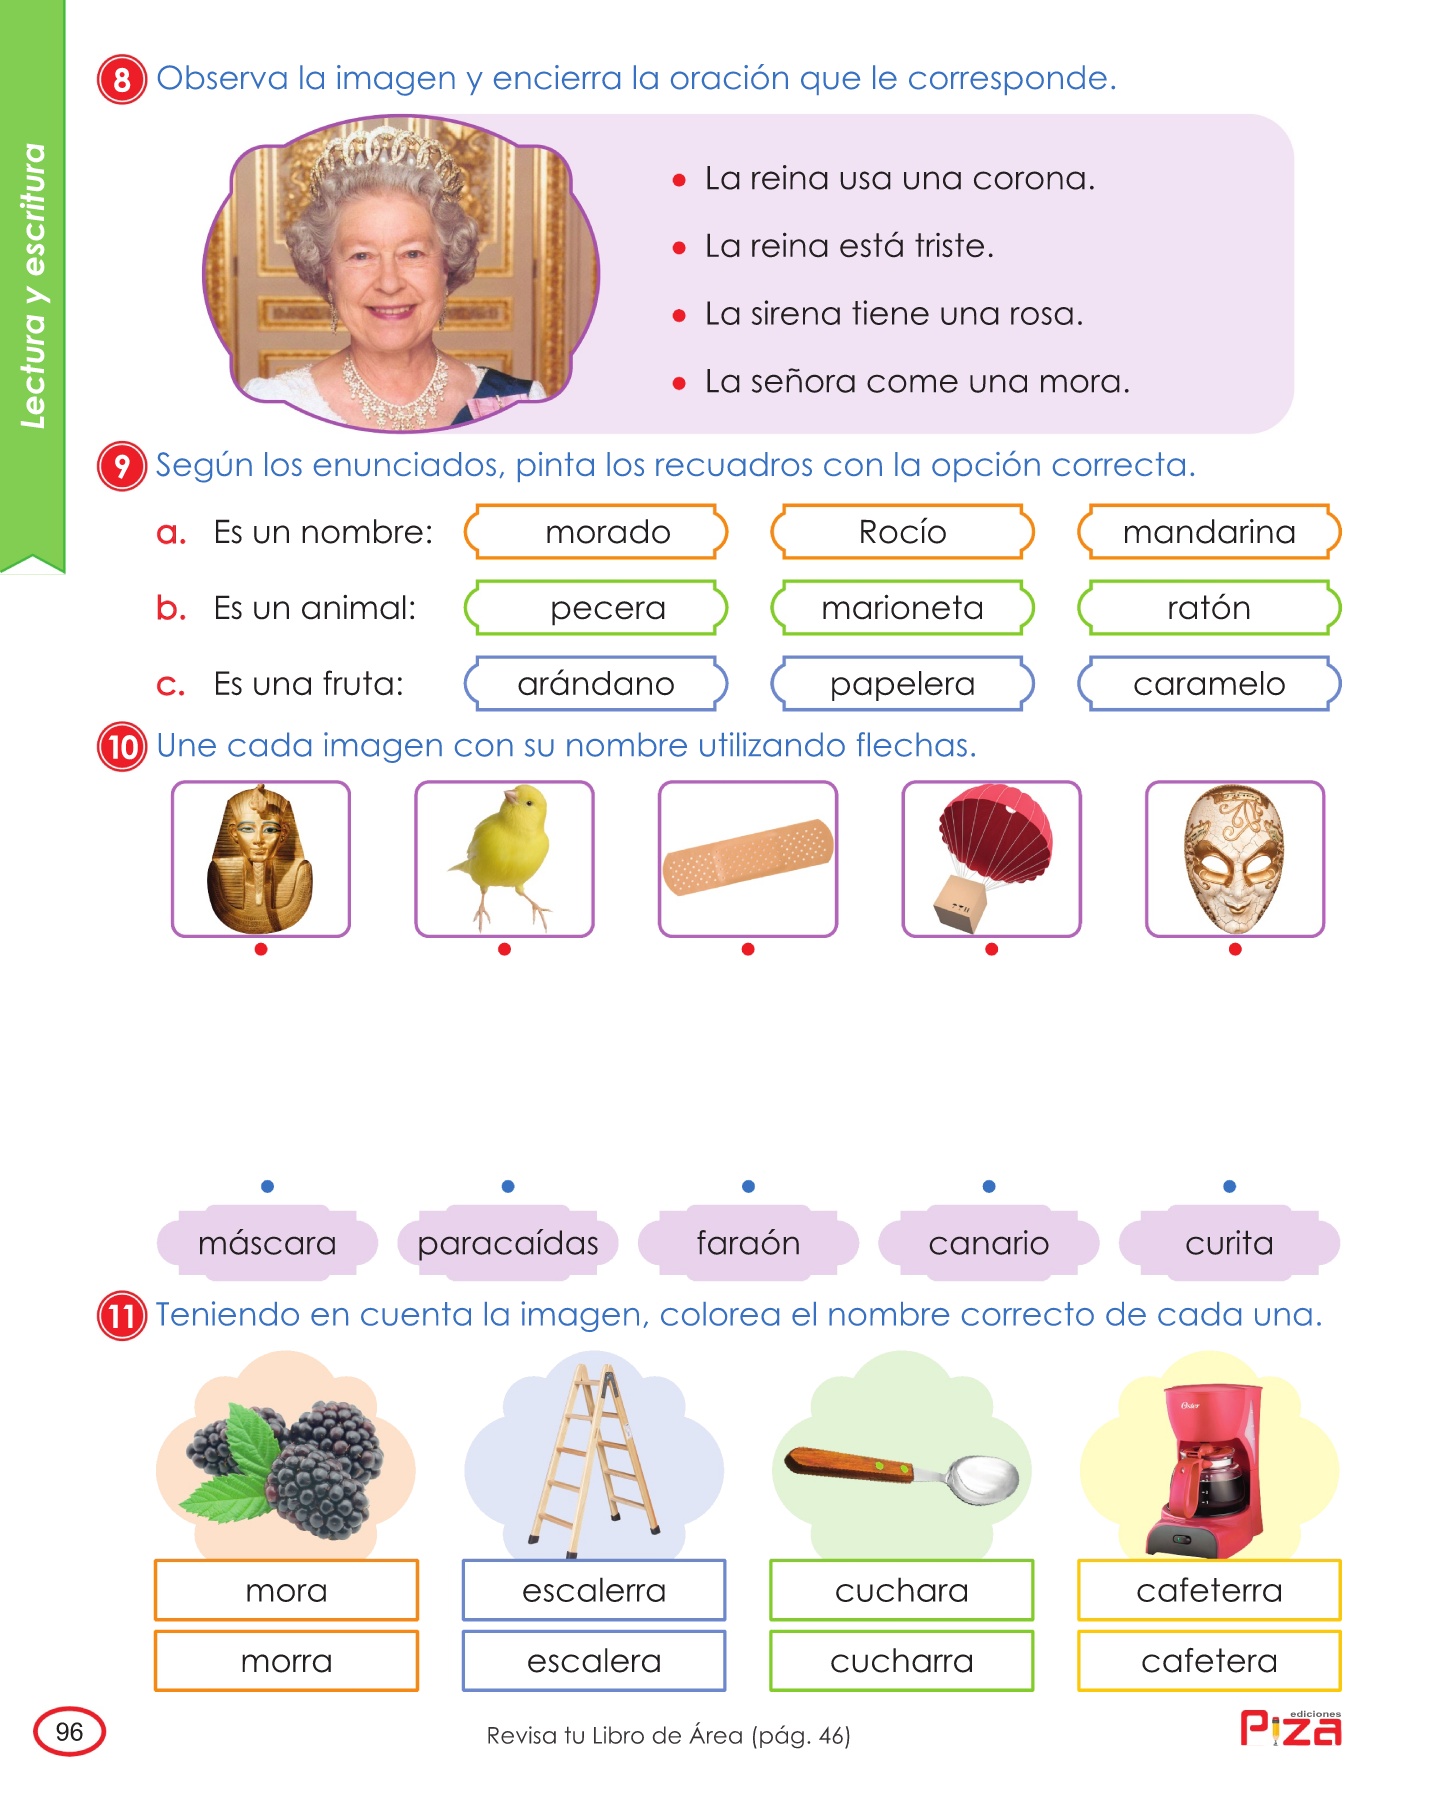 Lectura y escritura
8 Observa la imagen y encierra la oración que le corresponde.
• La reina usa una corona.
• La reina está triste.
• La sirena tiene una rosa.
• La señora come una mora.
9 Según los enunciados, pinta los recuadros con la opción correcta.
a. Es un nombre: morado Rocío mandarina
b. Es un animal: pecera marioneta ratón
c. Es una fruta: arándano papelera caramelo
10 Une cada imagen con su nombre utilizando flechas.
máscara paracaídas faraón canario curita
11 Teniendo en cuenta la imagen, colorea el nombre correcto de cada una.
Oster
mora escalerra cuchara cafeterra
morra escalera cucharra cafetera
96
Revisa tu Libro de Área (pág. 46)
ediciones
Piza